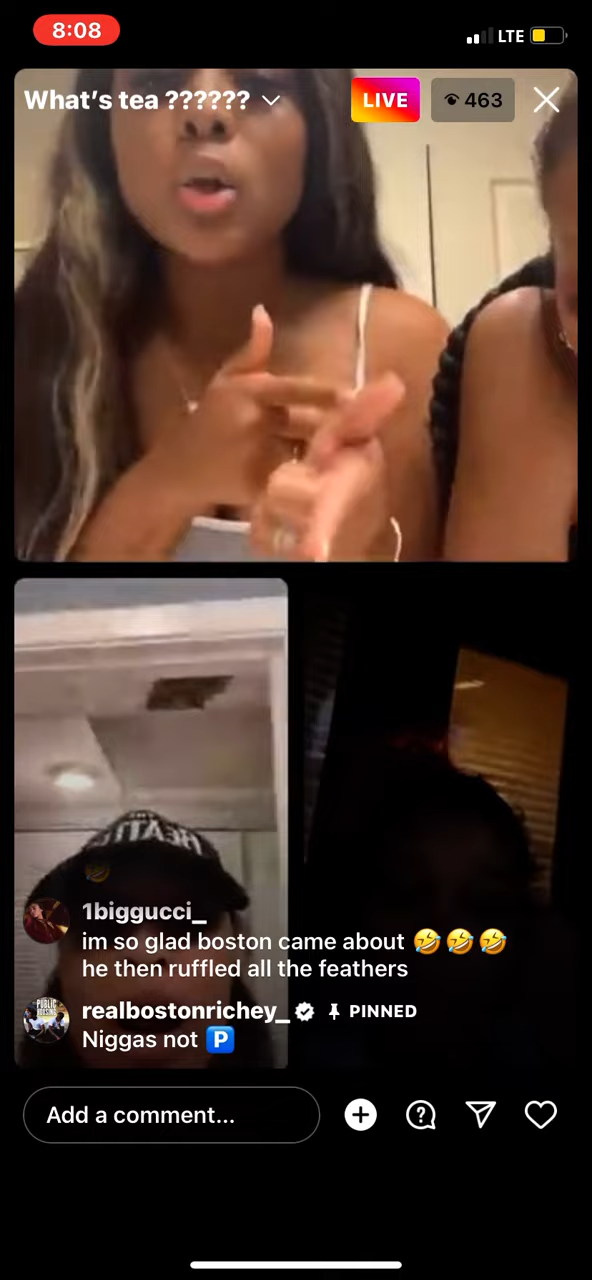 8:08
LTE
What’s tea ??????
LIVE
463
1biggucci_
im so glad boston came about 🤣🤣🤣
he then ruffled all the feathers
realbostonrichey_ PINNED
Niggas not 🅿️
Add a comment...